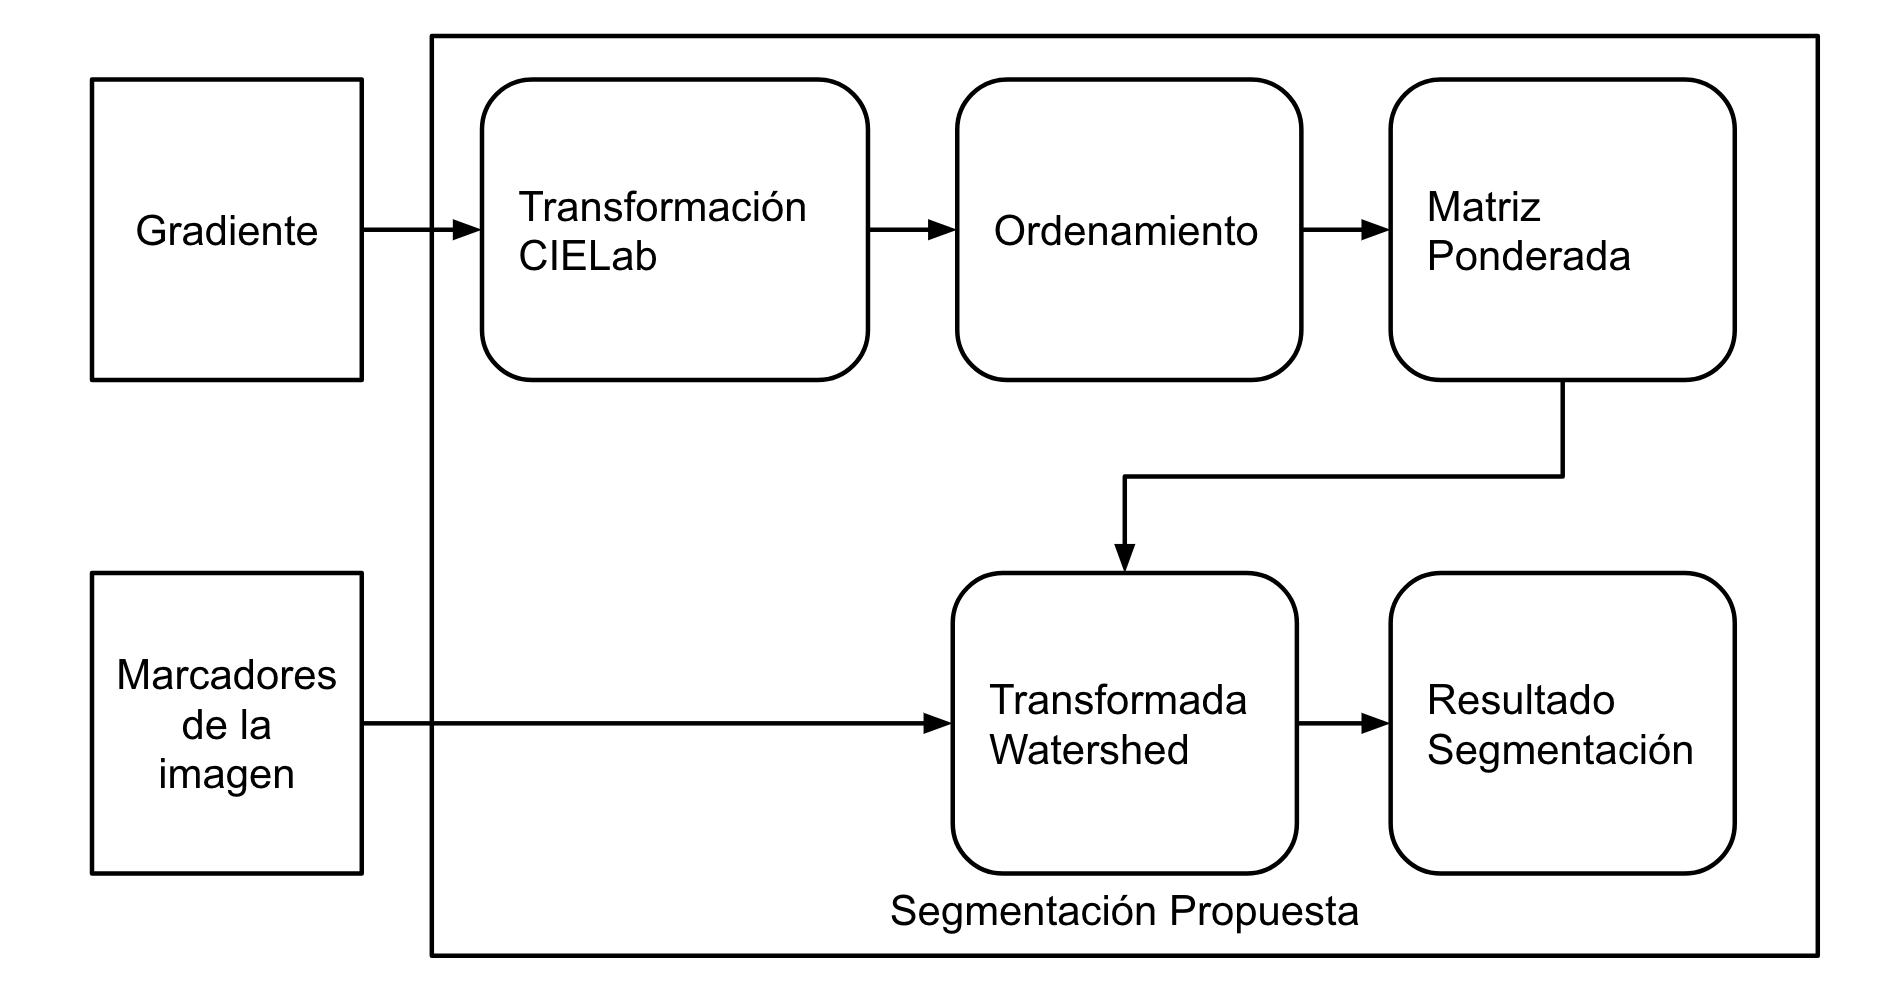 Gradiente
Transformación
CIELab
Ordenamiento
Matriz
Ponderada
Marcadores
de la
imagen
Transformada
Watershed
Resultado
Segmentación
Segmentación Propuesta